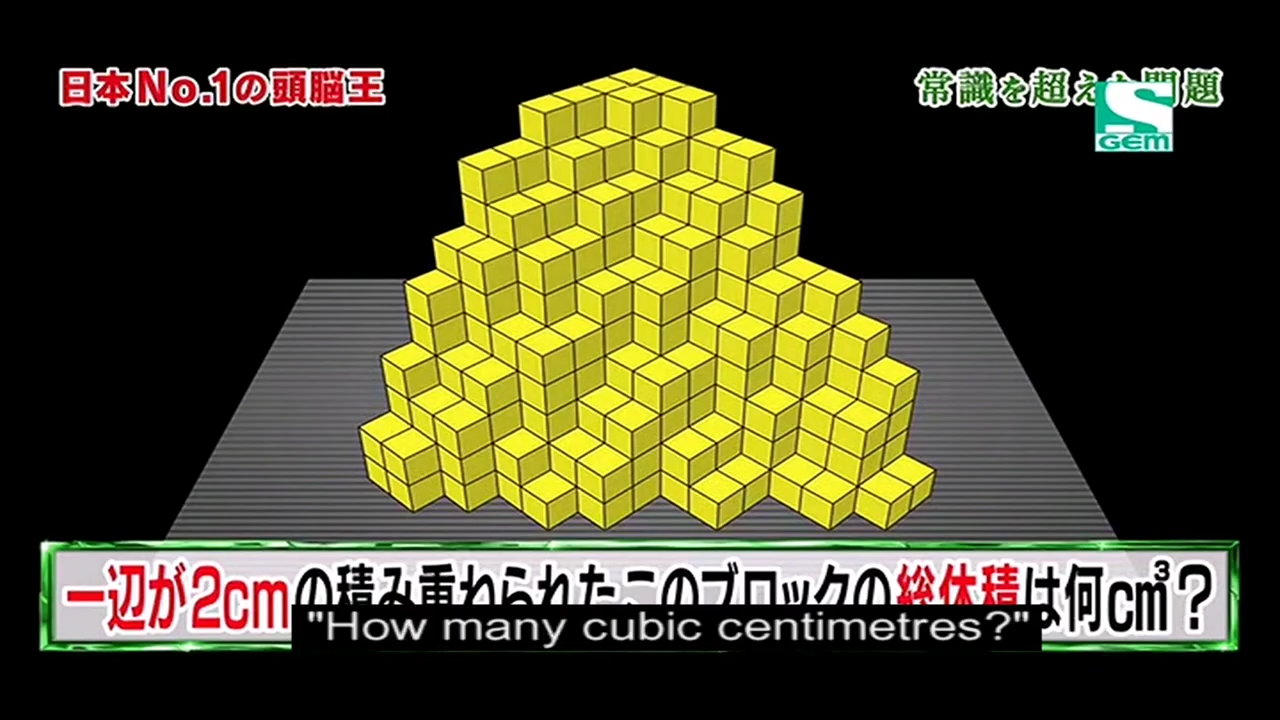 日本No.1の頭脳王
常識を超えた問題
S
Gem
一辺が2cmの積み重ねられた、このブロックの総体積は何cm³?
"How many cubic centimetres?"